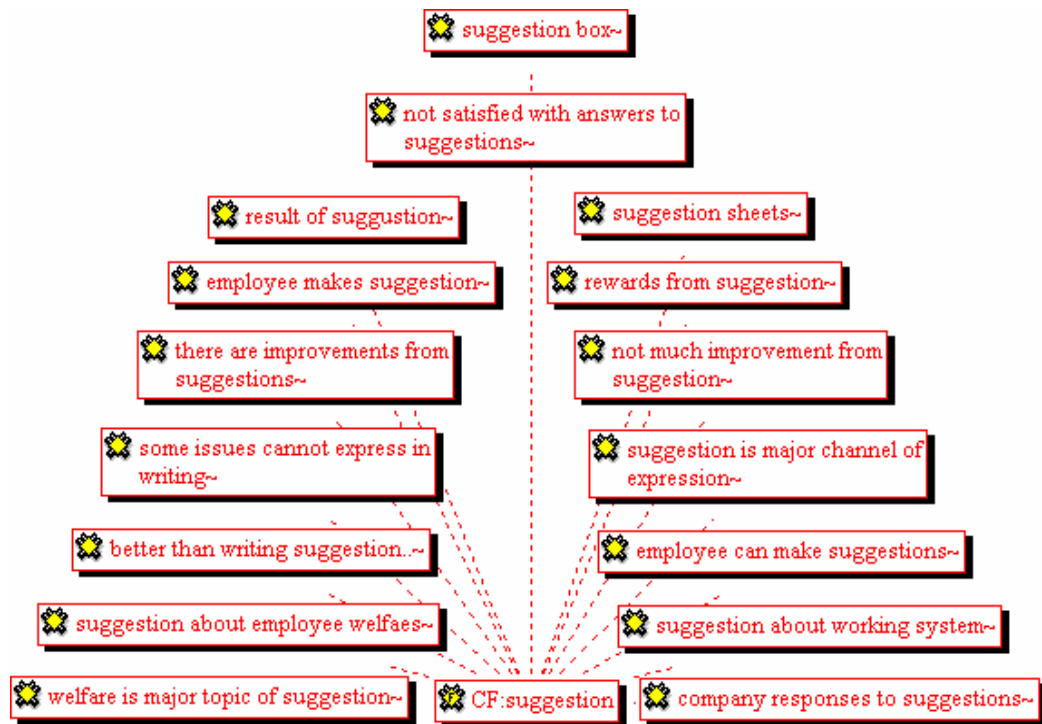 suggestion box~
not satisfied with answers to
suggestions~
result of suggustion~
suggestion sheets~
employee makes suggestion~
rewards from suggestion~
there are improvements from
suggestions~
not much improvement from
suggestion~
some issues cannot express in
writing~
suggestion is major channel of
expression~
better than writing suggestion..~
employee can make suggestions~
suggestion about employee welfaes~
suggestion about working system~
welfare is major topic of suggestion~
F CF:suggestion
company responses to suggestions~